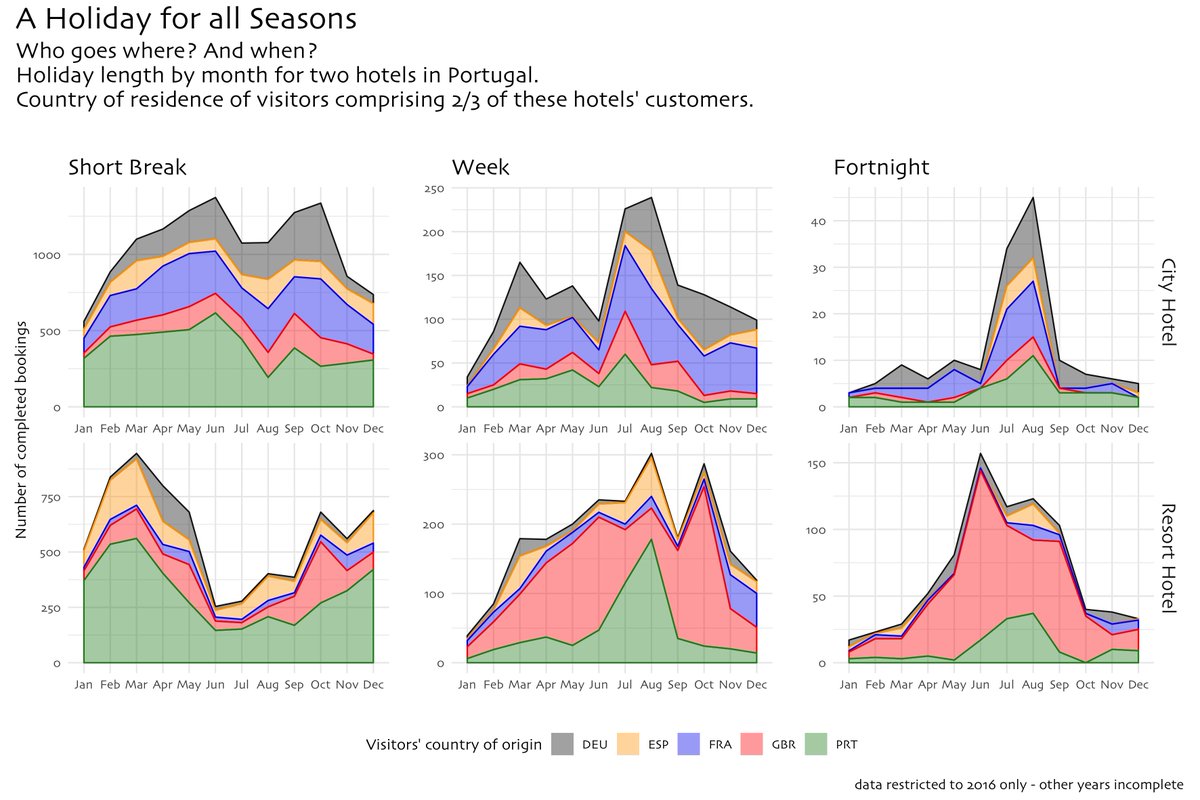 A Holiday for all Seasons
Who goes where? And when?
Holiday length by month for two hotels in Portugal.
Country of residence of visitors comprising 2/3 of these hotels' customers.
Short Break
Week
Fortnight
Number of completed bookings
1000
500
0
Jan Feb Mar Apr May Jun Jul Aug Sep Oct Nov Dec
250
200
150
100
50
0
Jan Feb Mar Apr May Jun Jul Aug Sep Oct Nov Dec
40
30
20
10
0
Jan Feb Mar Apr May Jun Jul Aug Sep Oct Nov Dec
City Hotel
750
500
250
0
Jan Feb Mar Apr May Jun Jul Aug Sep Oct Nov Dec
300
200
100
0
Jan Feb Mar Apr May Jun Jul Aug Sep Oct Nov Dec
150
100
50
0
Jan Feb Mar Apr May Jun Jul Aug Sep Oct Nov Dec
Resort Hotel
Visitors' country of origin DEU ESP FRA GBR PRT
data restricted to 2016 only - other years incomplete